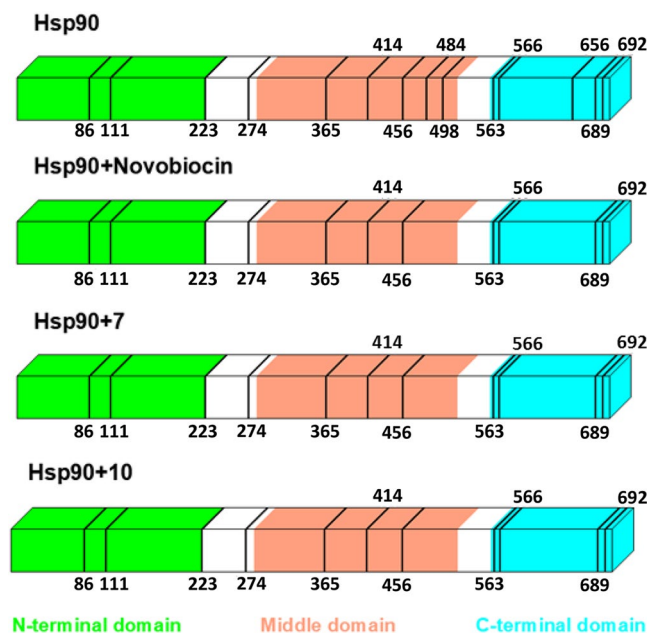 Hsp90
414 484 566 656 692
86 111 223 274 365 456 498 563 689
Hsp90+Novobiocin
414 566 692
86 111 223 274 365 456 563 689
Hsp90+7
414 566 692
86 111 223 274 365 456 563 689
Hsp90+10
414 566 692
86 111 223 274 365 456 563 689
N-terminal domain Middle domain C-terminal domain